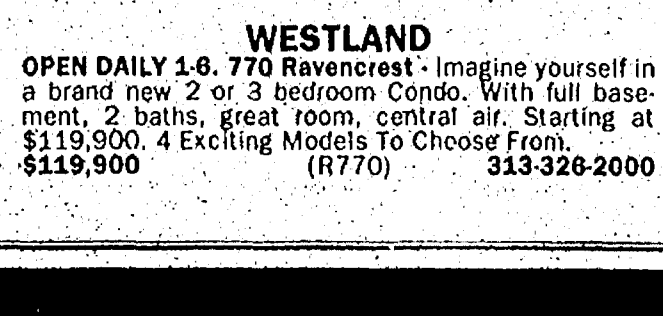 WESTLAND
OPEN DAILY 1-6. 770 Ravencrest - Imagine yourself in
a brand new 2 or 3 bedroom Condo. With full base-
ment, 2 baths, great room, central air. Starting at
$119,900. 4 Exciting Models To Choose From.
$119,900 (R770) 313-326-2000